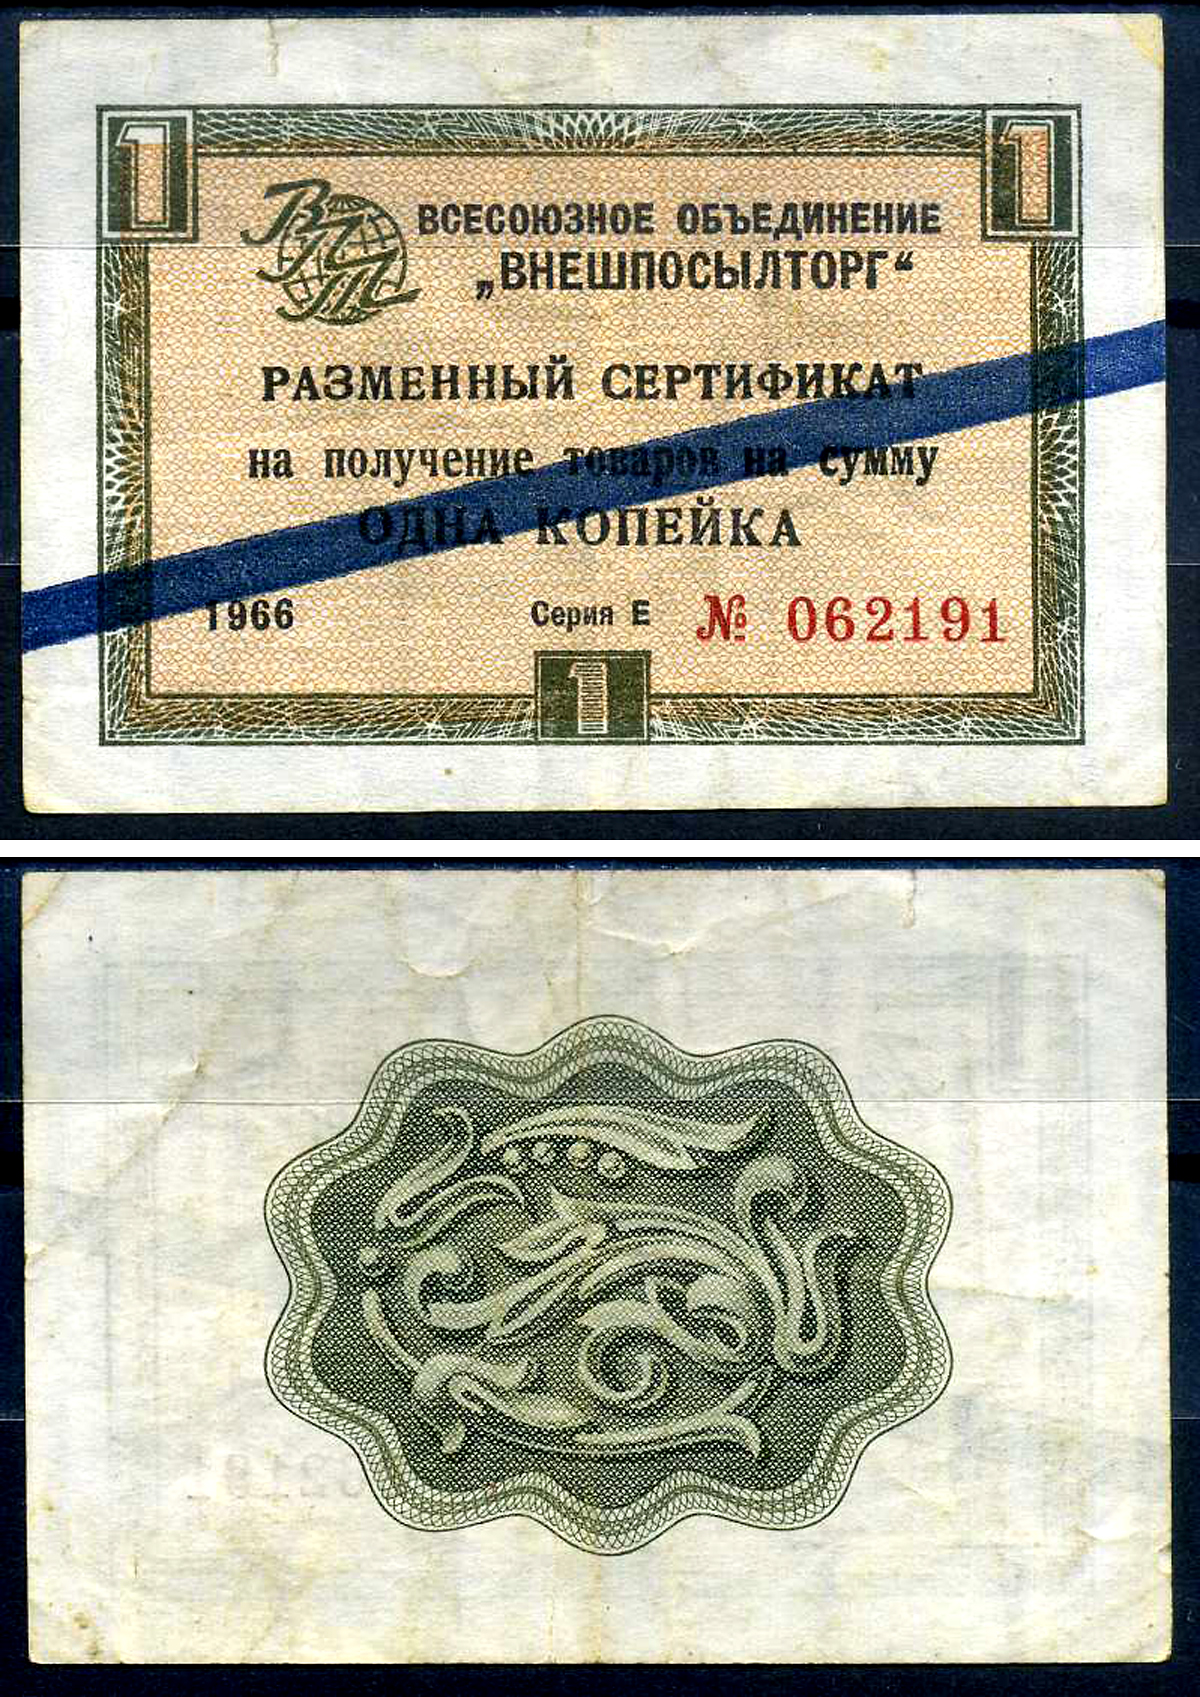 1 1
ВПТ
ВСЕСОЮЗНОЕ ОБЪЕДИНЕНИЕ
„ВНЕШПОСЫЛТОРГ“
РАЗМЕННЫЙ СЕРТИФИКАТ
на получение товаров на сумму
ОДНА КОПЕЙКА
1966 Серия Е № 062191
1